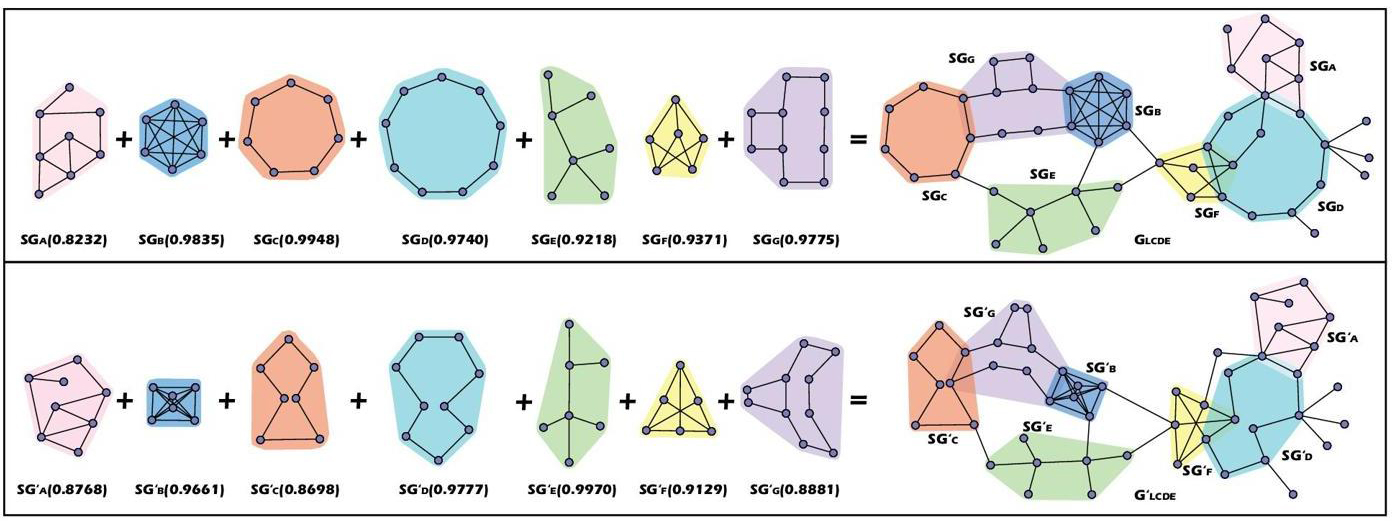 SGA(0.8232) + SGB(0.9835) + SGC(0.9948) + SGD(0.9740) + SGE(0.9218) + SGF(0.9371) + SGG(0.9775) =
SGG
SGA
SGB
SGE
SGC
SGF
SGD
GLCDE
SG'A(0.8768) + SG'B(0.9661) + SG'C(0.8698) + SG'D(0.9777) + SG'E(0.9970) + SG'F(0.9129) + SG'G(0.8881) =
SG'G
SG'A
SG'B
SG'C
SG'E
SG'D
SG'F
G'LCDE